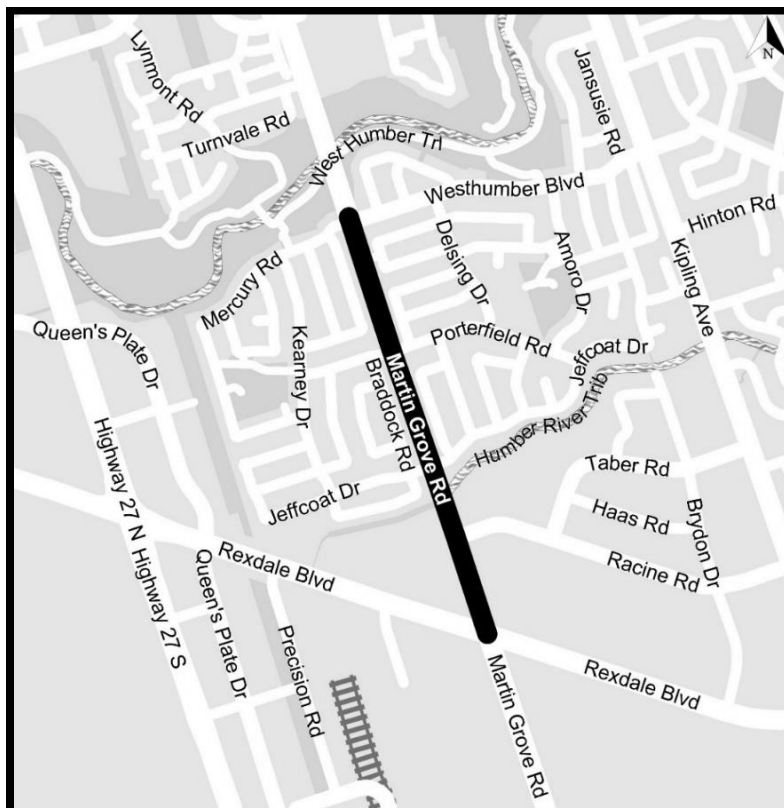 N
Lynmont Rd
Jansusie Rd
Turnvale Rd
West Humber Trl
Westhumber Blvd
Hinton Rd
Delsing Dr
Amoro Dr
Kipling Ave
Mercury Rd
Queen's Plate Dr
Kearney Dr
Porterfield Rd
Jeffcoat Dr
Braddock Rd
Martin Grove Rd
Humber River Trib
Highway 27 N
Taber Rd
Jeffcoat Dr
Haas Rd
Brydon Dr
Racine Rd
Rexdale Blvd
Highway 27 S
Queen's Plate Dr
Precision Rd
Martin Grove Rd
Rexdale Blvd